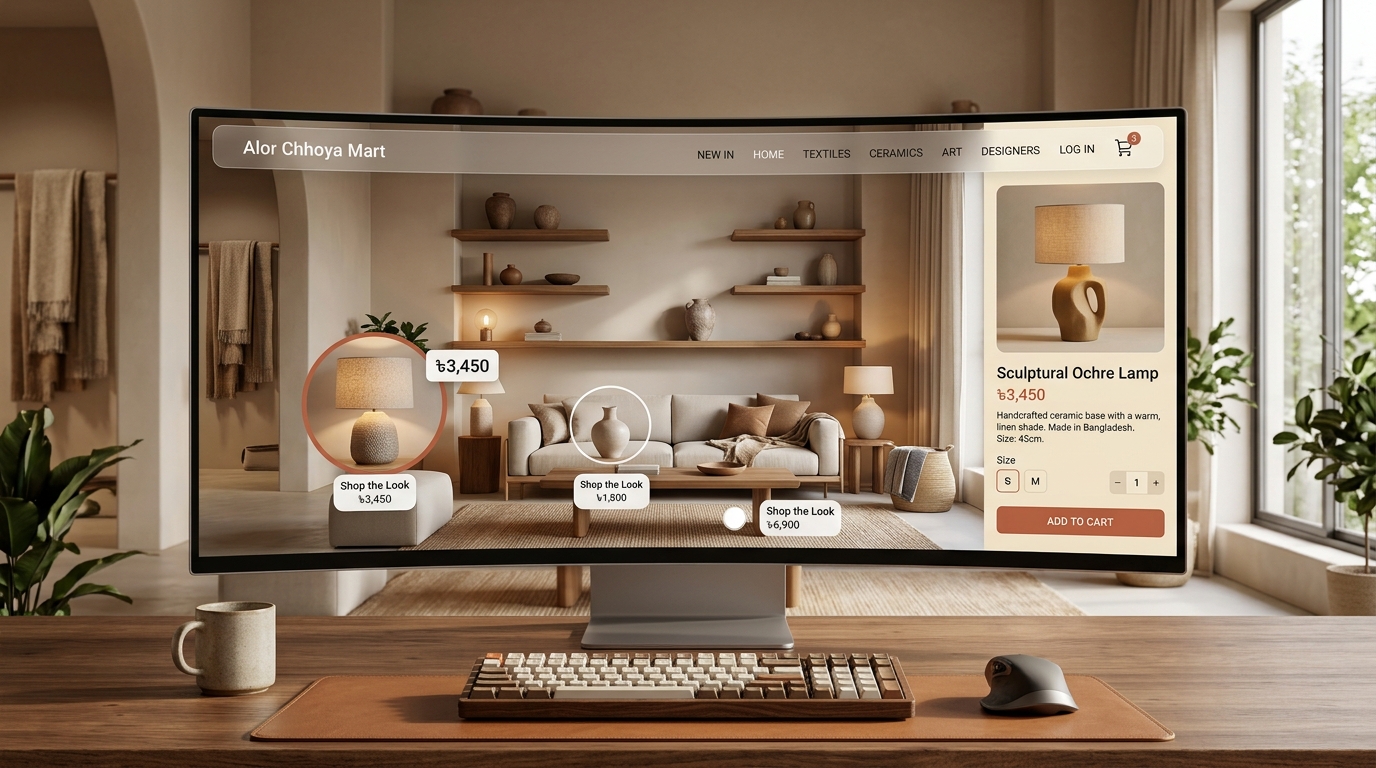 Alor Chhoya Mart
NEW IN
HOME
TEXTILES
CERAMICS
ART
DESIGNERS
LOG IN
3
৳3,450
Shop the Look
৳3,450
Shop the Look
৳1,800
Shop the Look
৳6,900
Sculptural Ochre Lamp
৳3,450
Handcrafted ceramic base with a warm,
linen shade. Made in Bangladesh.
Size: 4Scm.
Size
S
M
− 1 +
ADD TO CART